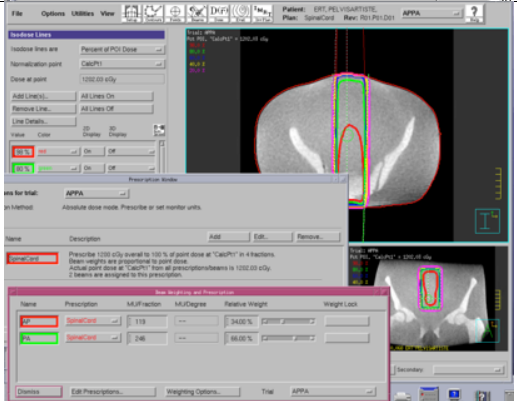 File Options Utilities View
Patient: ERT, PELVISARTISTE,
Plan: SpinalCord Rev: R01.P01.D01
APPA
Help
Isodose Lines
Isodose lines are Percent of POI Dose
Normalization point CalcPt1
Dose at point 1202.03 cGy
Add Line(s)... All Lines On
Remove Line... All Lines Off
Line Details...
Value Color 2D Display 3D Display
98 % red On Off
80 % On Off
Trial: APPA
Prescription Window
ons for trial: APPA
on Method: Absolute dose mode. Prescribe or set monitor units.
Name Description Add Edit... Remove...
SpinalCord
Prescribe 1200 cGy overall to 100 % of point dose at "CalcPt1" in 4 fractions.
Beam weights are proportional to point dose.
Actual point dose at "CalcPt1" from all prescriptions/beams is 1202.03 cGy.
2 beams are assigned to this prescription.
Beam Weighting and Prescription
Name Prescription MU/Fraction MU/Degree Relative Weight Weight Lock
AP SpinalCord 119 --- 34.00 %
PA SpinalCord 246 --- 66.00 %
Dismiss Edit Prescriptions... Weighting Options... Trial APPA
Secondary: